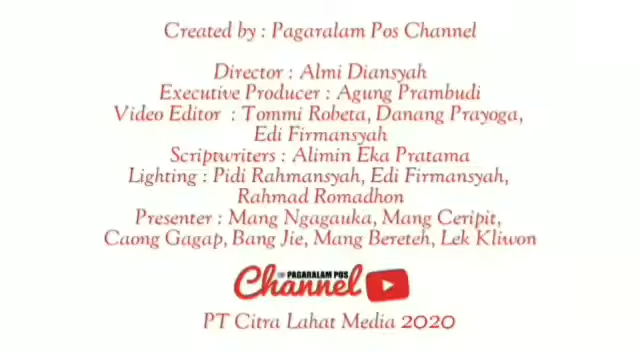 Created by : Pagaralam Pos Channel
Director : Almi Diansyah
Executive Producer : Agung Prambudi
Video Editor : Tommi Robeta, Danang Prayoga,
Edi Firmansyah
Scriptwriters : Alimin Eka Pratama
Lighting : Pidi Rahmansyah, Edi Firmansyah,
Rahmad Romadhon
Presenter : Mang Ngagauka, Mang Ceripit,
Caong Gagap, Bang Jie, Mang Bereteh, Lek Kliwon
PAGARALAM POS
Channel
PT Citra Lahat Media 2020